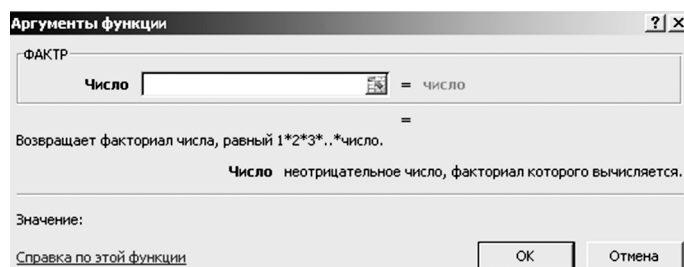 Аргументы функции ? ×
ФАКТР
Число = число
=
Возвращает факториал числа, равный 1*2*3*..*число.
Число неотрицательное число, факториал которого вычисляется.
Значение:
Справка по этой функции ОК Отмена